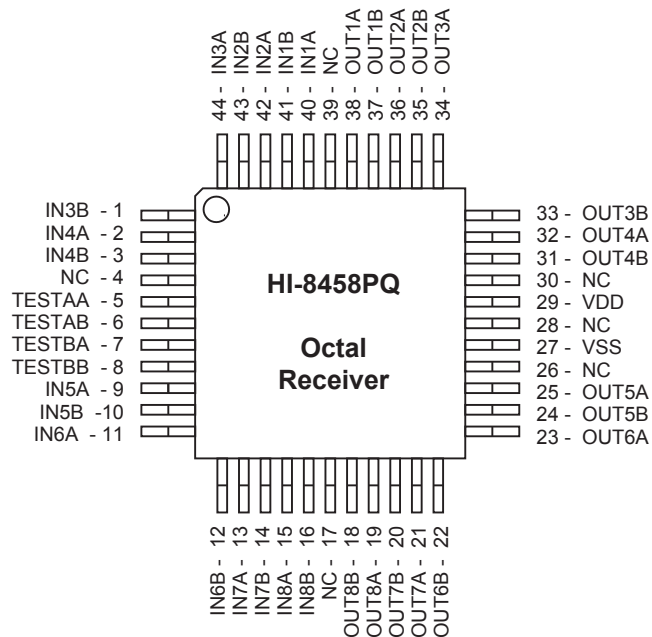 44 - IN3A
43 - IN2B
42 - IN2A
41 - IN1B
40 - IN1A
39 - NC
38 - OUT1A
37 - OUT1B
36 - OUT2A
35 - OUT2B
34 - OUT3A
IN3B - 1
IN4A - 2
IN4B - 3
NC - 4
TESTAA - 5
TESTAB - 6
TESTBA - 7
TESTBB - 8
IN5A - 9
IN5B -10
IN6A - 11
HI-8458PQ
Octal
Receiver
33 - OUT3B
32 - OUT4A
31 - OUT4B
30 - NC
29 - VDD
28 - NC
27 - VSS
26 - NC
25 - OUT5A
24 - OUT5B
23 - OUT6A
IN6B - 12
IN7A - 13
IN7B - 14
IN8A - 15
IN8B - 16
NC - 17
OUT8B - 18
OUT8A - 19
OUT7B - 20
OUT7A - 21
OUT6B - 22